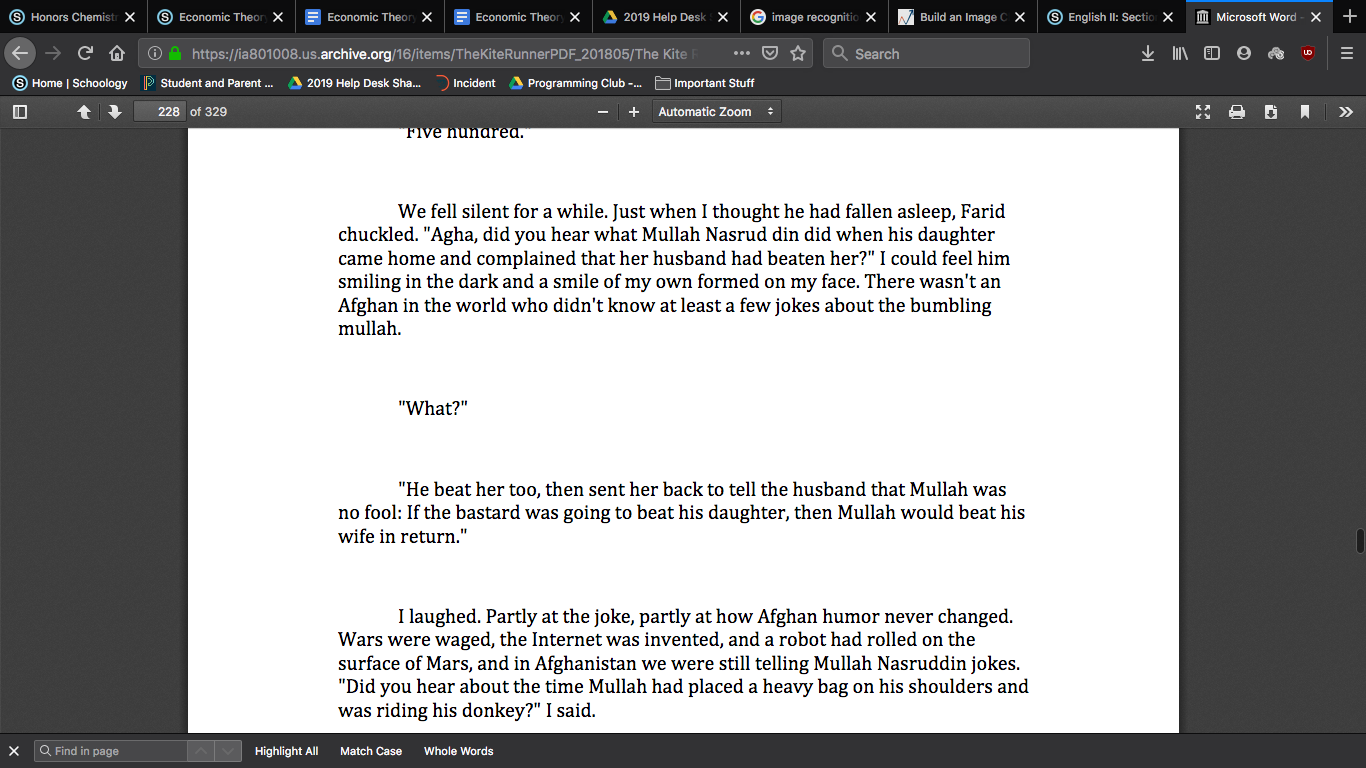 Honors Chemistr
Economic Theor
Economic Theory
Economic Theory
2019 Help Desk S
image recognitio
Build an Image C
English II: Sectio
Microsoft Word -
https://ia801008.us.archive.org/16/items/TheKiteRunnerPDF_201805/The Kite R
Search
Home | Schoology
Student and Parent ...
2019 Help Desk Sha...
Incident
Programming Club -...
Important Stuff
228 of 329
Automatic Zoom
"Five hundred."
We fell silent for a while. Just when I thought he had fallen asleep, Farid
chuckled. "Agha, did you hear what Mullah Nasrud din did when his daughter
came home and complained that her husband had beaten her?" I could feel him
smiling in the dark and a smile of my own formed on my face. There wasn't an
Afghan in the world who didn't know at least a few jokes about the bumbling
mullah.
"What?"
"He beat her too, then sent her back to tell the husband that Mullah was
no fool: If the bastard was going to beat his daughter, then Mullah would beat his
wife in return."
I laughed. Partly at the joke, partly at how Afghan humor never changed.
Wars were waged, the Internet was invented, and a robot had rolled on the
surface of Mars, and in Afghanistan we were still telling Mullah Nasruddin jokes.
"Did you hear about the time Mullah had placed a heavy bag on his shoulders and
was riding his donkey?" I said.
Find in page
Highlight All
Match Case
Whole Words